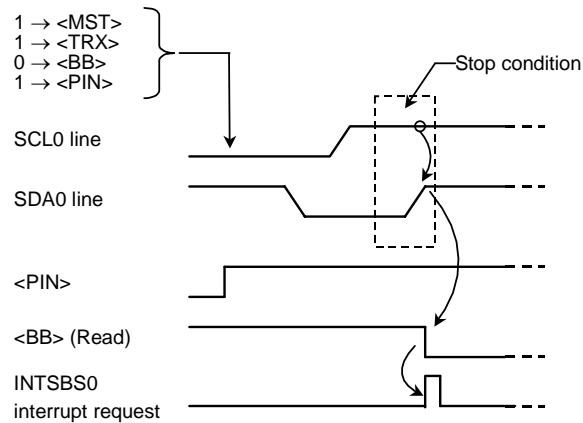 1 → <MST>
1 → <TRX>
0 → <BB>
1 → <PIN>
Stop condition
SCL0 line
SDA0 line
<PIN>
<BB> (Read)
INTSBS0
interrupt request